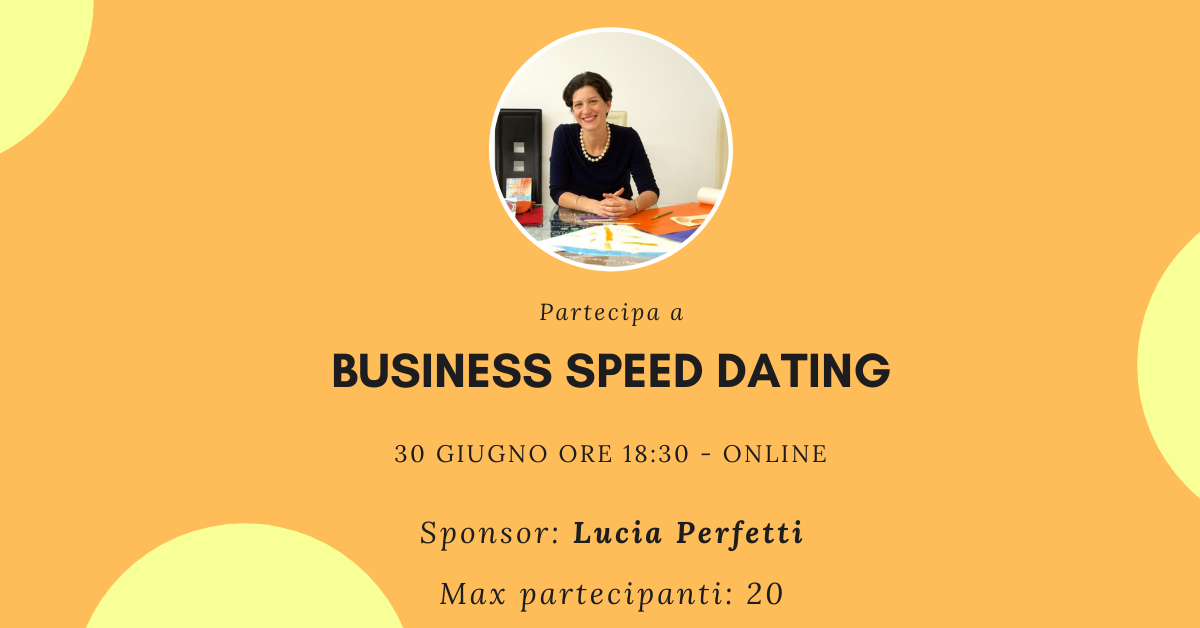 Partecipa a
BUSINESS SPEED DATING
30 GIUGNO ORE 18:30 - ONLINE
Sponsor: Lucia Perfetti
Max partecipanti: 20